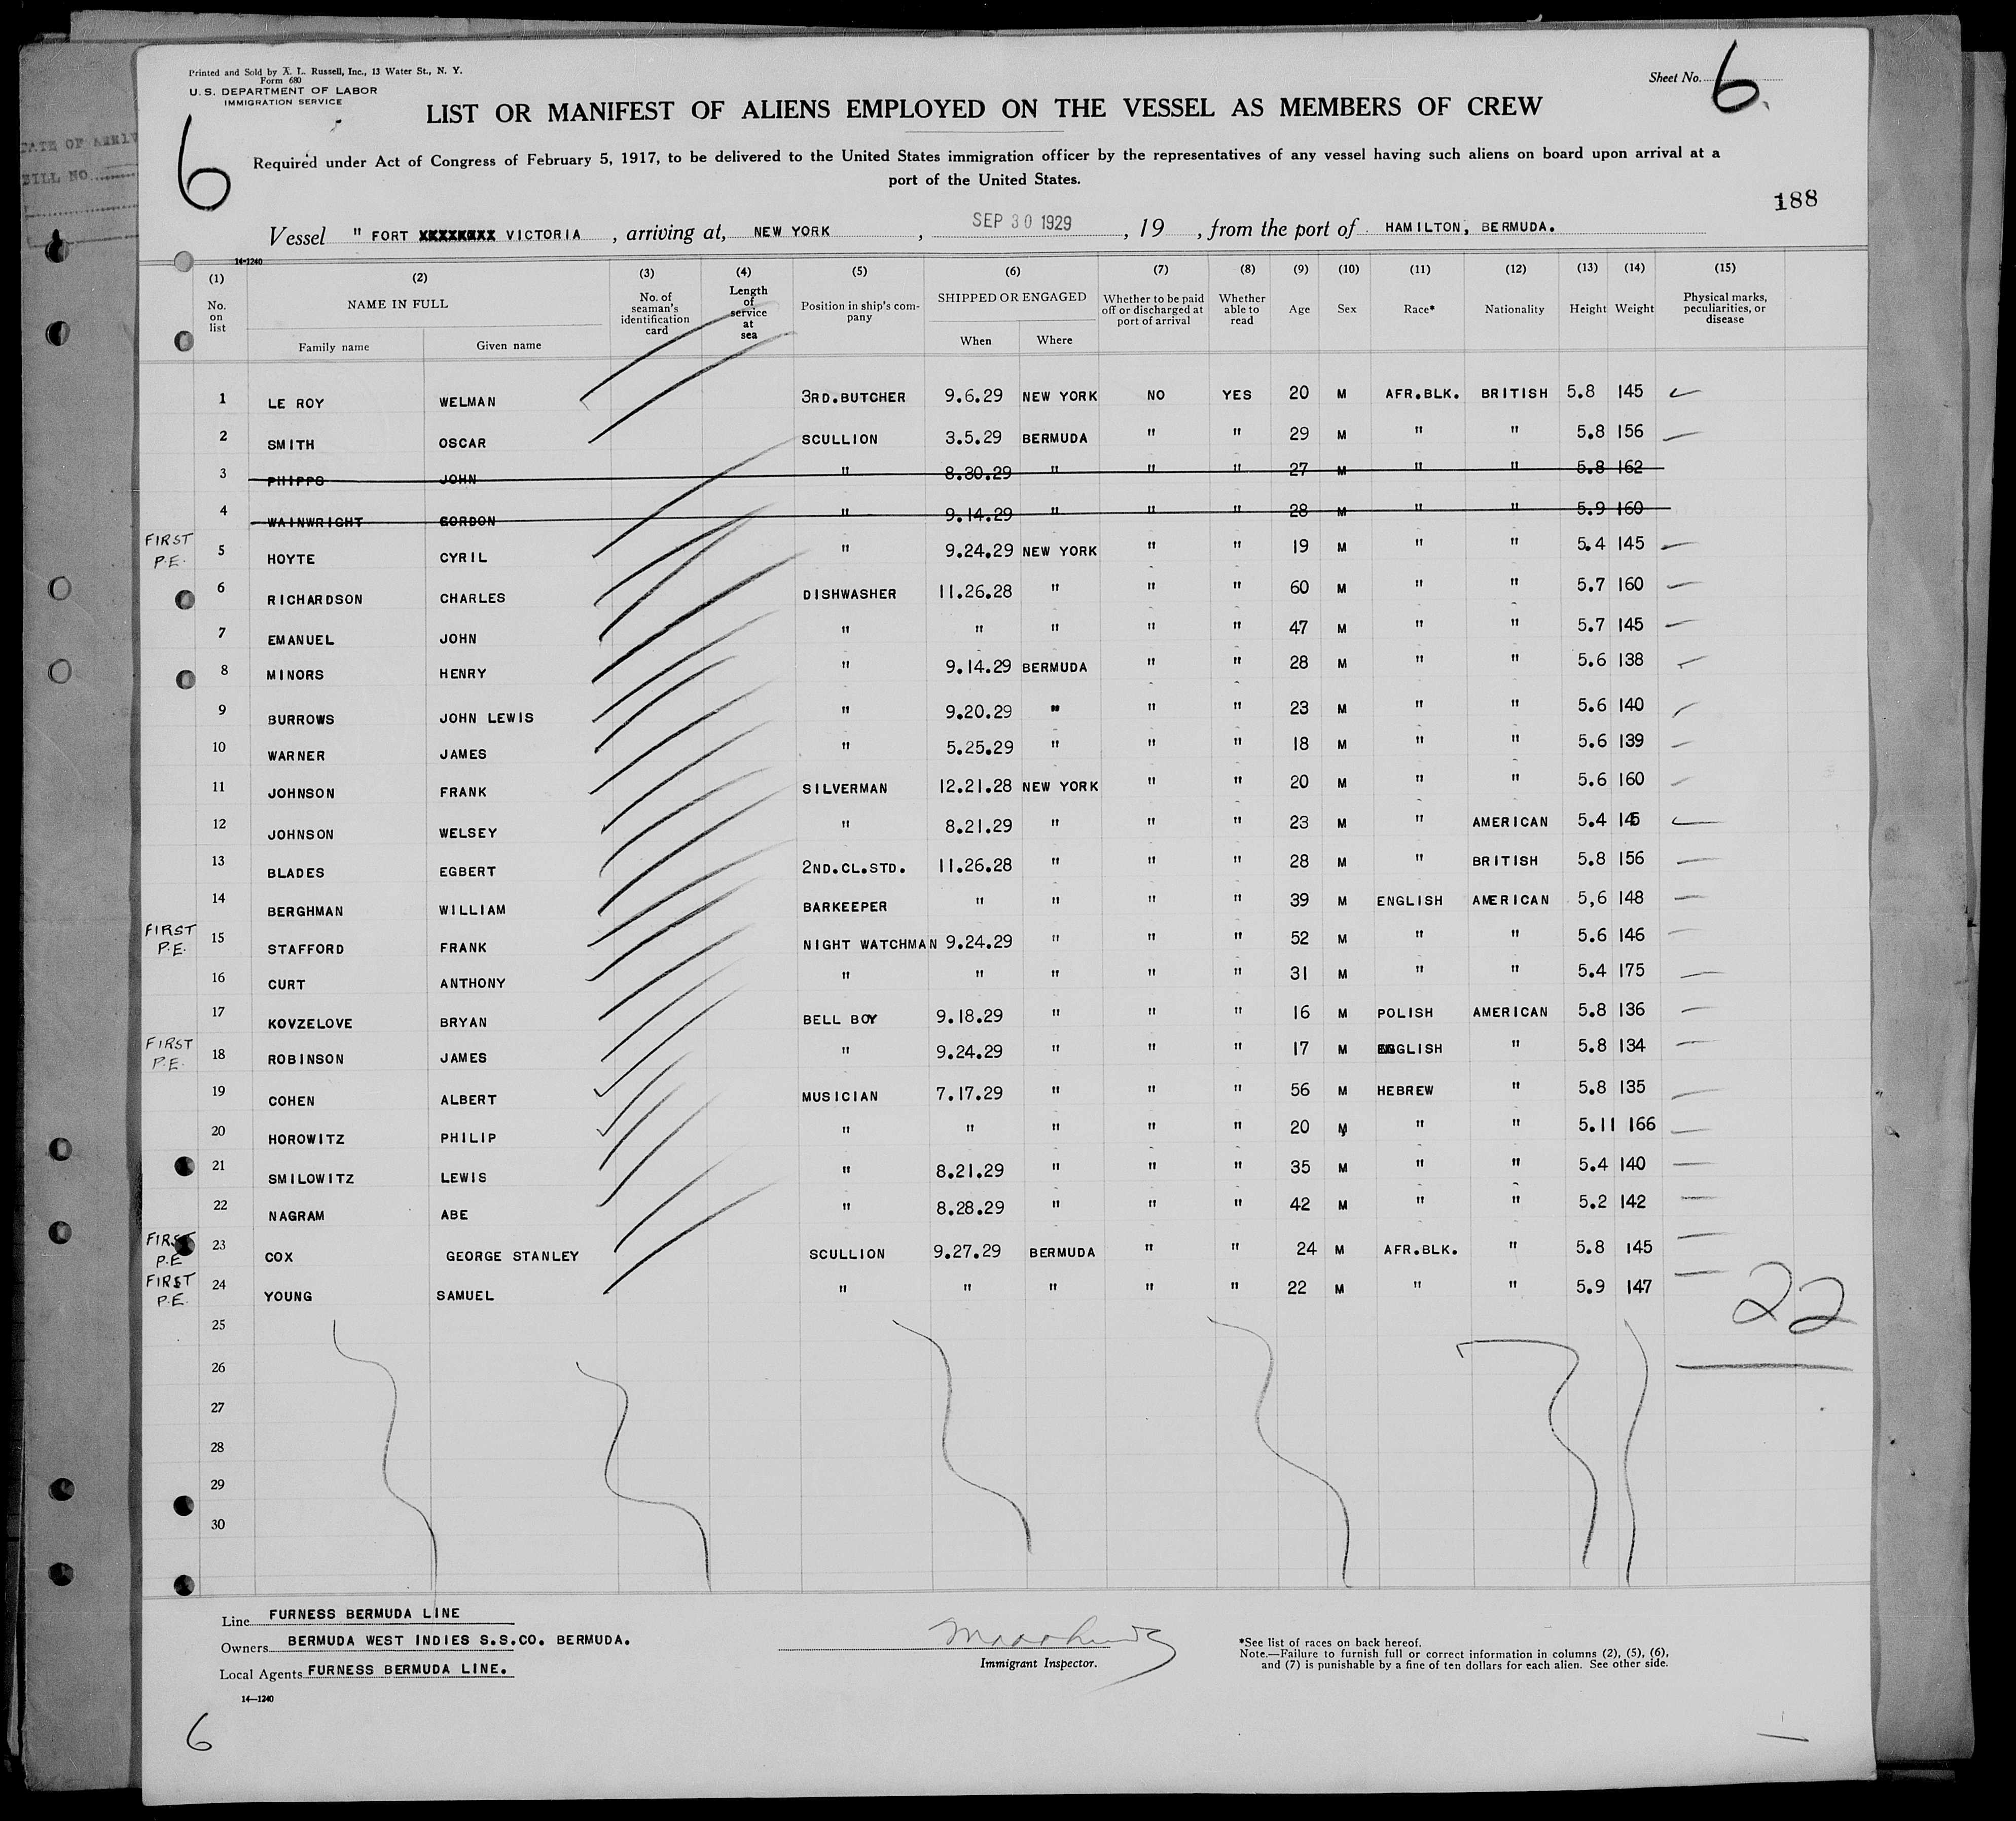 Printed and Sold by A. L. Russell, Inc., 13 Water St., N. Y.
Form 680
U. S. DEPARTMENT OF LABOR
IMMIGRATION SERVICE
Sheet No. 6.
LIST OR MANIFEST OF ALIENS EMPLOYED ON THE VESSEL AS MEMBERS OF CREW
6
Required under Act of Congress of February 5, 1917, to be delivered to the United States immigration officer by the representatives of any vessel having such aliens on board upon arrival at a
port of the United States.
188
Vessel " FORT VICTORIA , arriving at, NEW YORK , SEP 30 1929 , 19 , from the port of HAMILTON, BERMUDA.
14-1240
(1) (2) (3) (4) (5) (6) (7) (8) (9) (10) (11) (12) (13) (14) (15)
No. on list NAME IN FULL Family name Given name No. of seaman's identification card Length of service at sea Position in ship's company SHIPPED OR ENGAGED When Where Whether to be paid off or discharged at port of arrival Whether able to read Age Sex Race* Nationality Height Weight Physical marks, peculiarities, or disease
1 LE ROY WELMAN 3RD.BUTCHER 9.6.29 NEW YORK NO YES 20 M AFR.BLK. BRITISH 5.8 145
2 SMITH OSCAR SCULLION 3.5.29 BERMUDA " " 29 M " " 5.8 156
3 PHIPPS JOHN " 8.30.29 " " " 27 M " " 5.8 162
4 WAINWRIGHT GORDON " 9.14.29 " " " 28 M " " 5.9 160
FIRST P.E. 5 HOYTE CYRIL " 9.24.29 NEW YORK " " 19 M " " 5.4 145
6 RICHARDSON CHARLES DISHWASHER 11.26.28 " " " 60 M " " 5.7 160
7 EMANUEL JOHN " " " " " 47 M " " 5.7 145
8 MINORS HENRY " 9.14.29 BERMUDA " " 28 M " " 5.6 138
9 BURROWS JOHN LEWIS " 9.20.29 " " " 23 M " " 5.6 140
10 WARNER JAMES " 5.25.29 " " " 18 M " " 5.6 139
11 JOHNSON FRANK SILVERMAN 12.21.28 NEW YORK " " 20 M " " 5.6 160
12 JOHNSON WELSEY " 8.21.29 " " " 23 M " AMERICAN 5.4 145
13 BLADES EGBERT 2ND.CL.STD. 11.26.28 " " " 28 M " BRITISH 5.8 156
14 BERGHMAN WILLIAM BARKEEPER " " " " 39 M ENGLISH AMERICAN 5,6 148
FIRST P.E. 15 STAFFORD FRANK NIGHT WATCHMAN 9.24.29 " " " 52 M " " 5.6 146
16 CURT ANTHONY " " " " " 31 M " " 5.4 175
17 KOVZELOVE BRYAN BELL BOY 9.18.29 " " " 16 M POLISH AMERICAN 5.8 136
FIRST P.E. 18 ROBINSON JAMES " 9.24.29 " " " 17 M ENGLISH " 5.8 134
19 COHEN ALBERT MUSICIAN 7.17.29 " " " 56 M HEBREW " 5.8 135
20 HOROWITZ PHILIP " " " " " 20 M " " 5.11 166
21 SMILOWITZ LEWIS " 8.21.29 " " " 35 M " " 5.4 140
22 NAGRAM ABE " 8.28.29 " " " 42 M " " 5.2 142
FIRST P.E 23 COX GEORGE STANLEY SCULLION 9.27.29 BERMUDA " " 24 M AFR.BLK. " 5.8 145
FIRST P.E. 24 YOUNG SAMUEL " " " " " 22 M " " 5.9 147
22
25
26
27
28
29
30
Line FURNESS BERMUDA LINE
Owners BERMUDA WEST INDIES S.S.CO. BERMUDA.
Local Agents FURNESS BERMUDA LINE.
14—1240
Immigrant Inspector.
*See list of races on back hereof.
Note.—Failure to furnish full or correct information in columns (2), (5), (6),
and (7) is punishable by a fine of ten dollars for each alien. See other side.
6
BILL NO